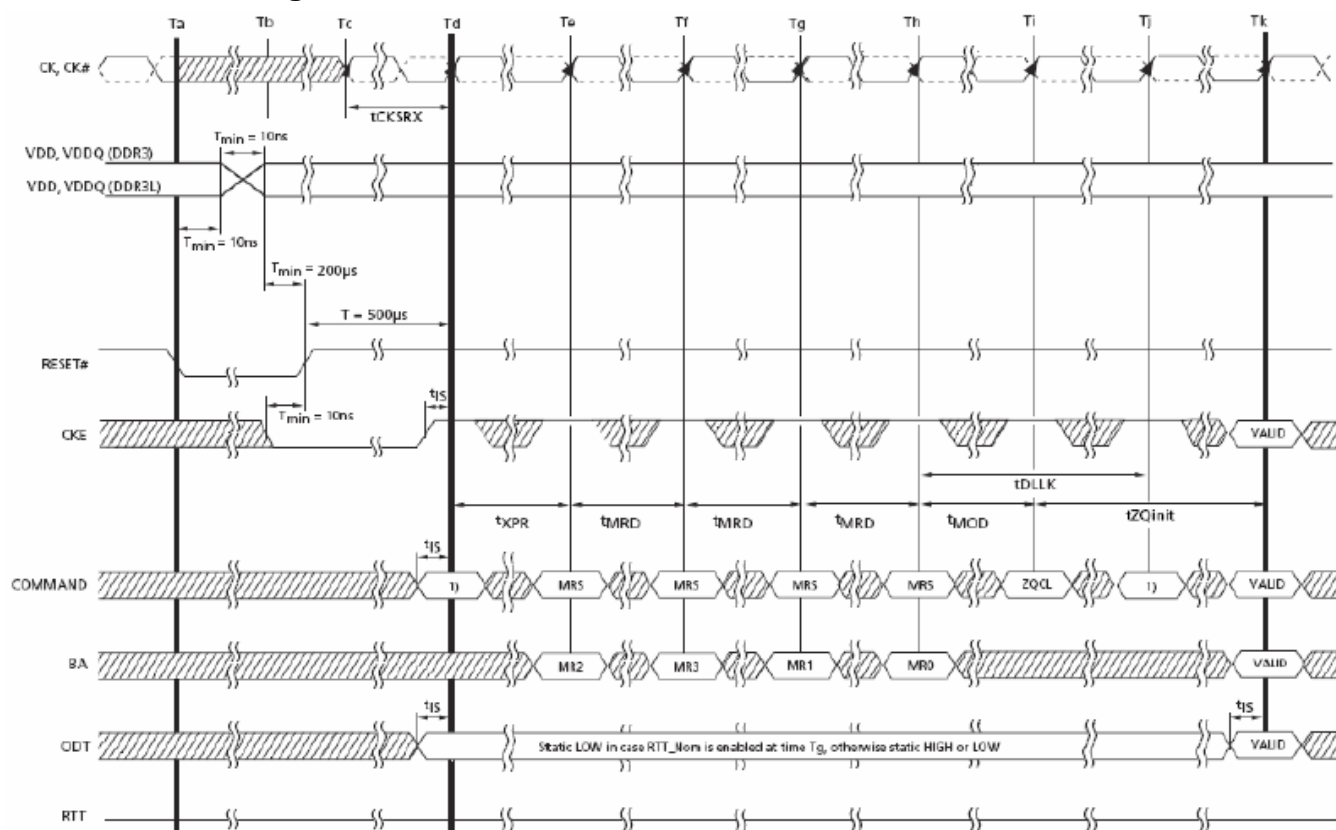 Ta Tb Tc Td Te Tf Tg Th Ti Tj Tk
CK, CK#
tCKSRX
Tmin = 10ns
VDD, VDDQ (DDR3)
VDD, VDDQ (DDR3L)
Tmin = 10ns
Tmin = 200µs
T = 500µs
RESET#
tIS
Tmin = 10ns
CKE VALID
tDLLK
tXPR tMRD tMRD tMRD tMOD tZQinit
tIS
COMMAND 1) MRS MRS MRS MRS ZQCL 1) VALID
BA MR2 MR3 MR1 MR0 VALID
tIS tIS
ODT Static LOW in case RTT_Nom is enabled at time Tg, otherwise static HIGH or LOW VALID
RTT